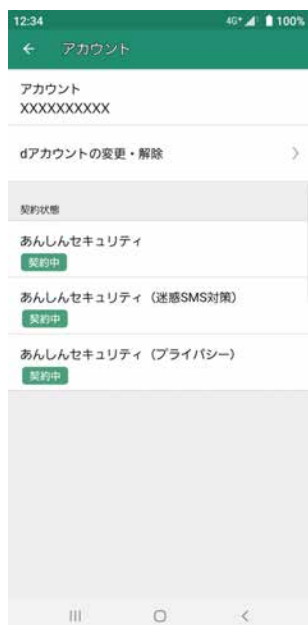 12:34 4G+ 100%
← アカウント
アカウント
XXXXXXXXXX
dアカウントの変更・解除
契約状態
あんしんセキュリティ
契約中
あんしんセキュリティ（迷惑SMS対策）
契約中
あんしんセキュリティ（プライバシー）
契約中